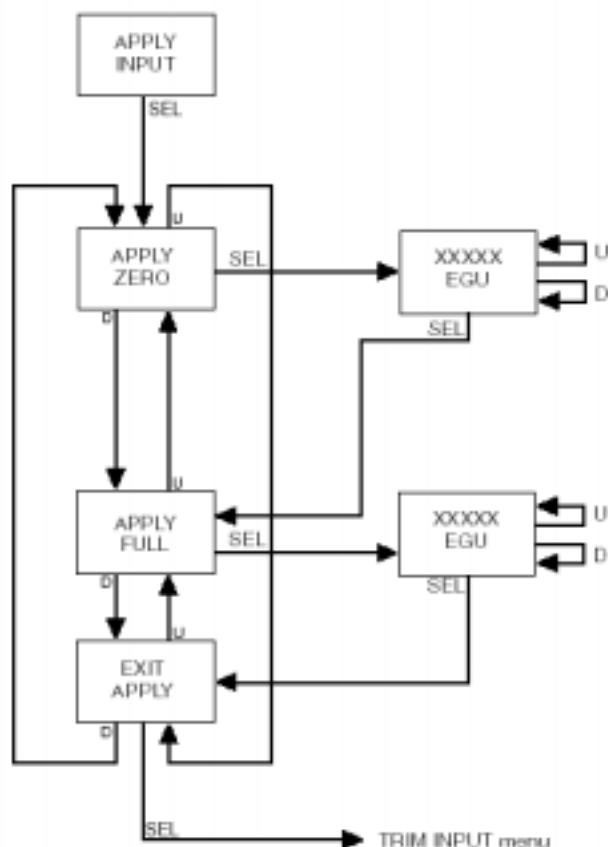 APPLY
INPUT
SEL
U
APPLY
ZERO
SEL
XXXXX
EGU
U
D
D
SEL
U
APPLY
FULL
SEL
XXXXX
EGU
U
D
D
SEL
U
EXIT
APPLY
D
SEL
TRIM INPUT menu